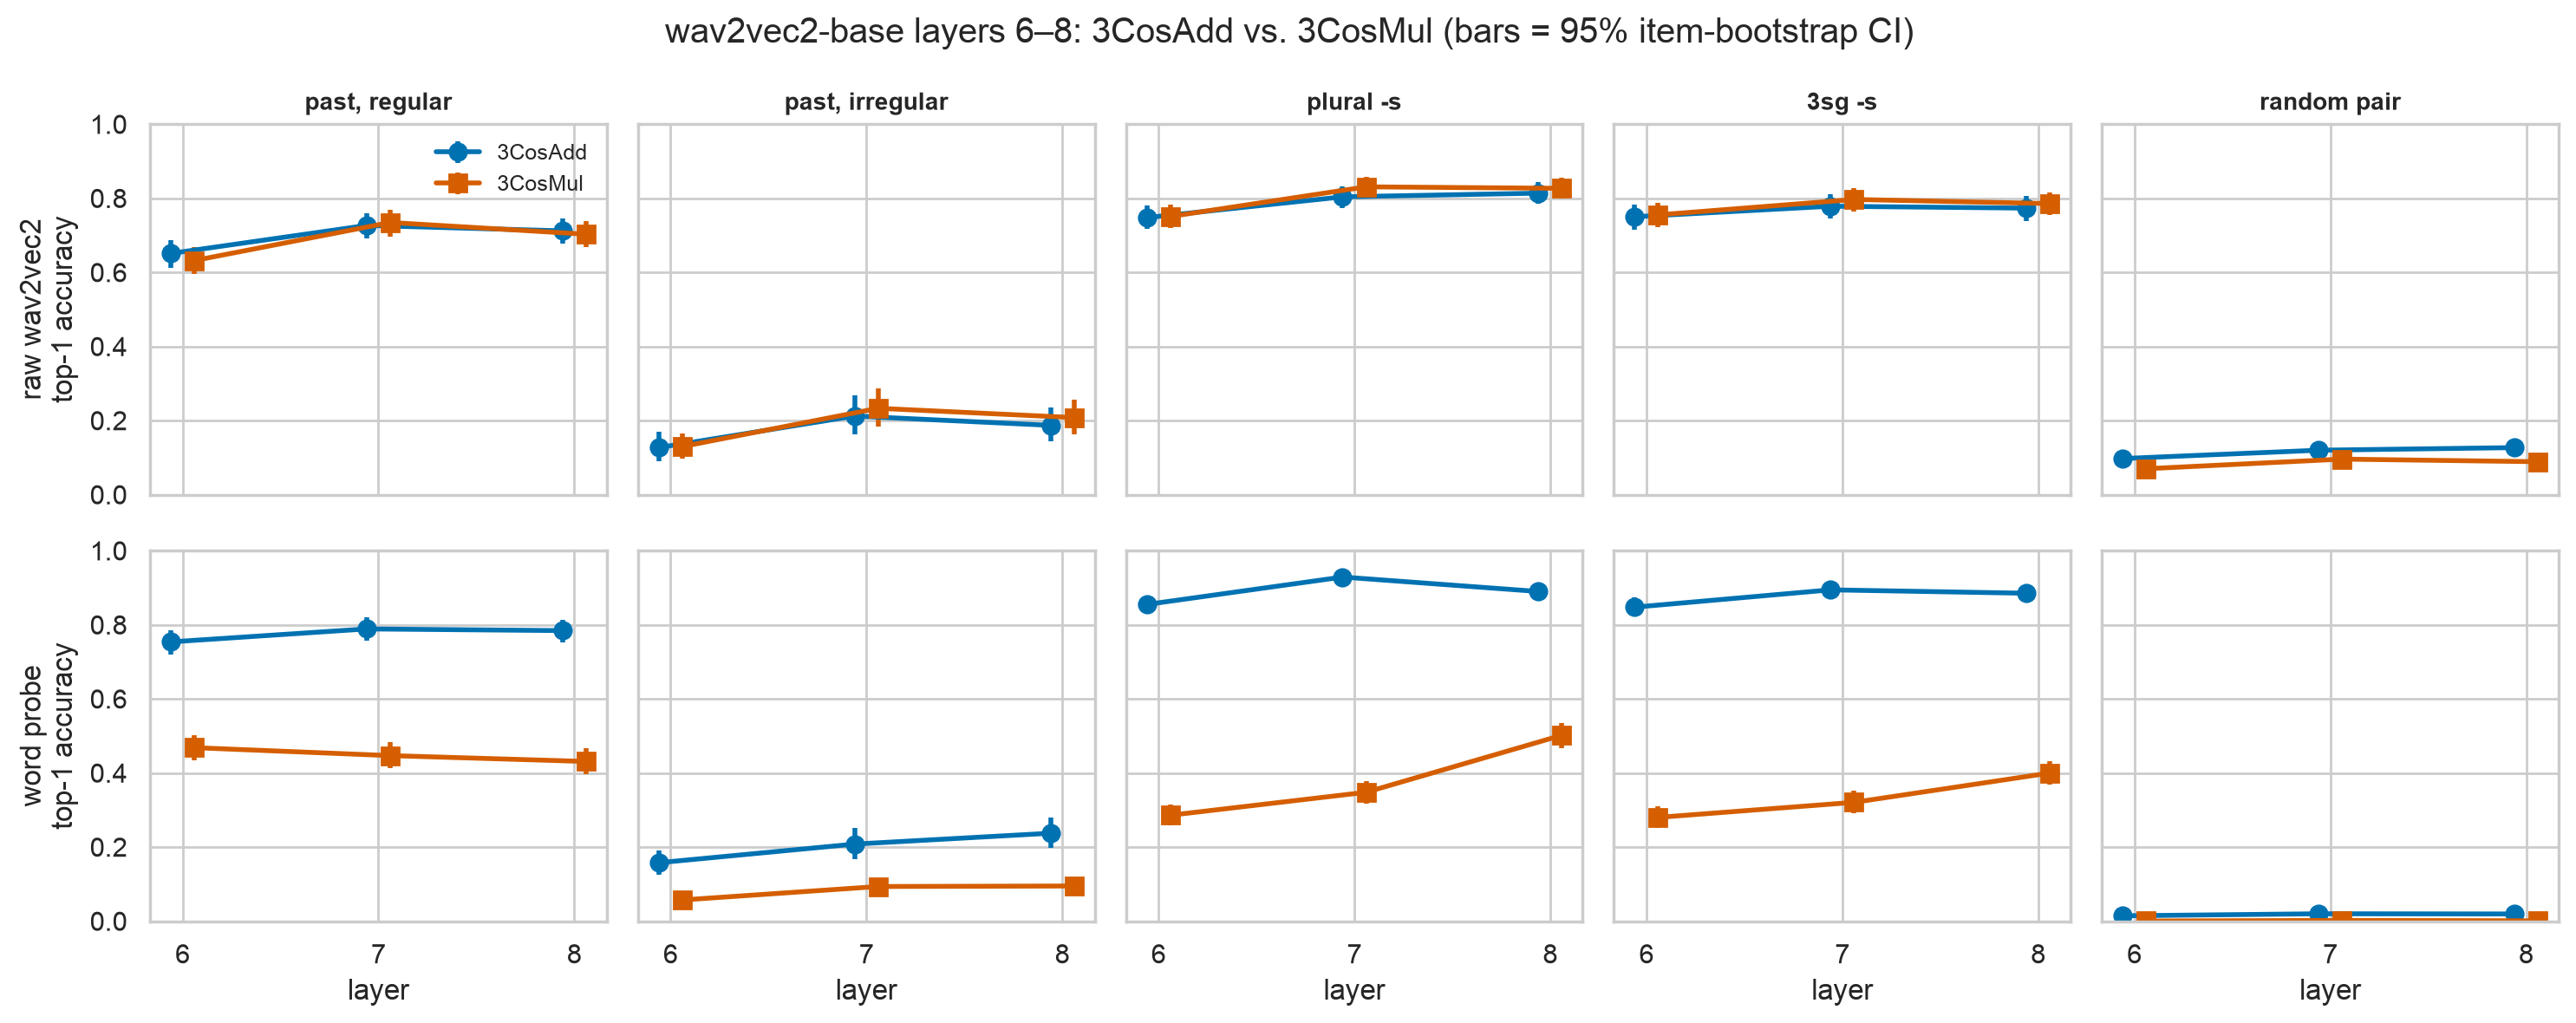 wav2vec2-base layers 6–8: 3CosAdd vs. 3CosMul (bars = 95% item-bootstrap CI)
past, regular
past, irregular
plural -s
3sg -s
random pair
raw wav2vec2
top-1 accuracy
1.0
0.8
0.6
0.4
0.2
0.0
3CosAdd
3CosMul
word probe
top-1 accuracy
1.0
0.8
0.6
0.4
0.2
0.0
6 7 8
6 7 8
6 7 8
6 7 8
6 7 8
layer
layer
layer
layer
layer